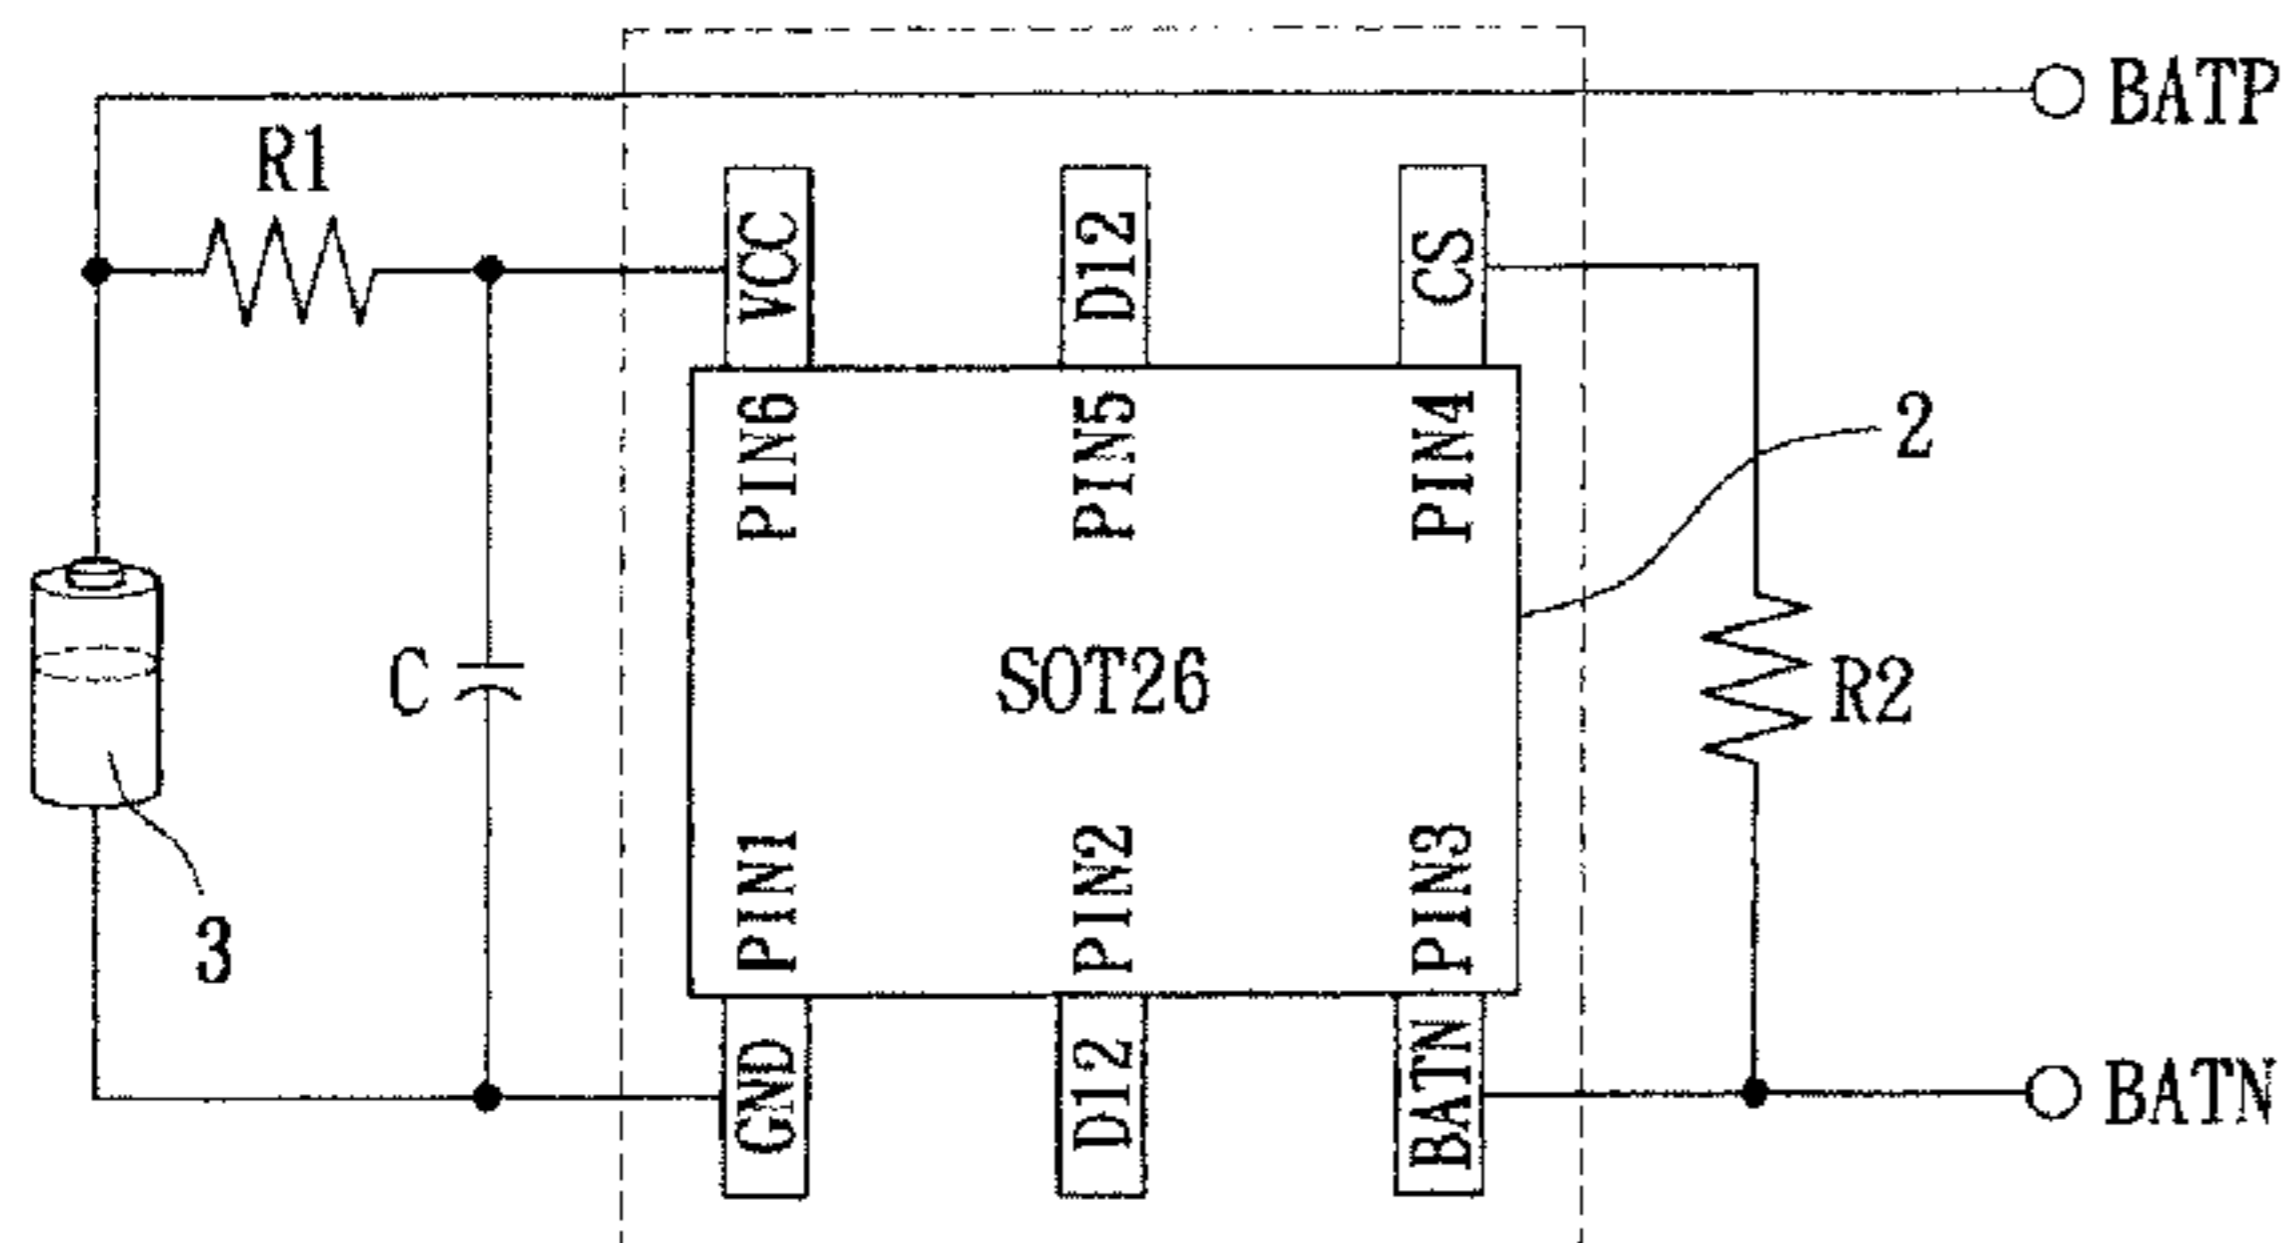 BATP
R1
VCC
D12
CS
PIN6
PIN5
PIN4
2
SOT26
C
R2
3
PIN1
PIN2
PIN3
GND
D12
BATN
BATN